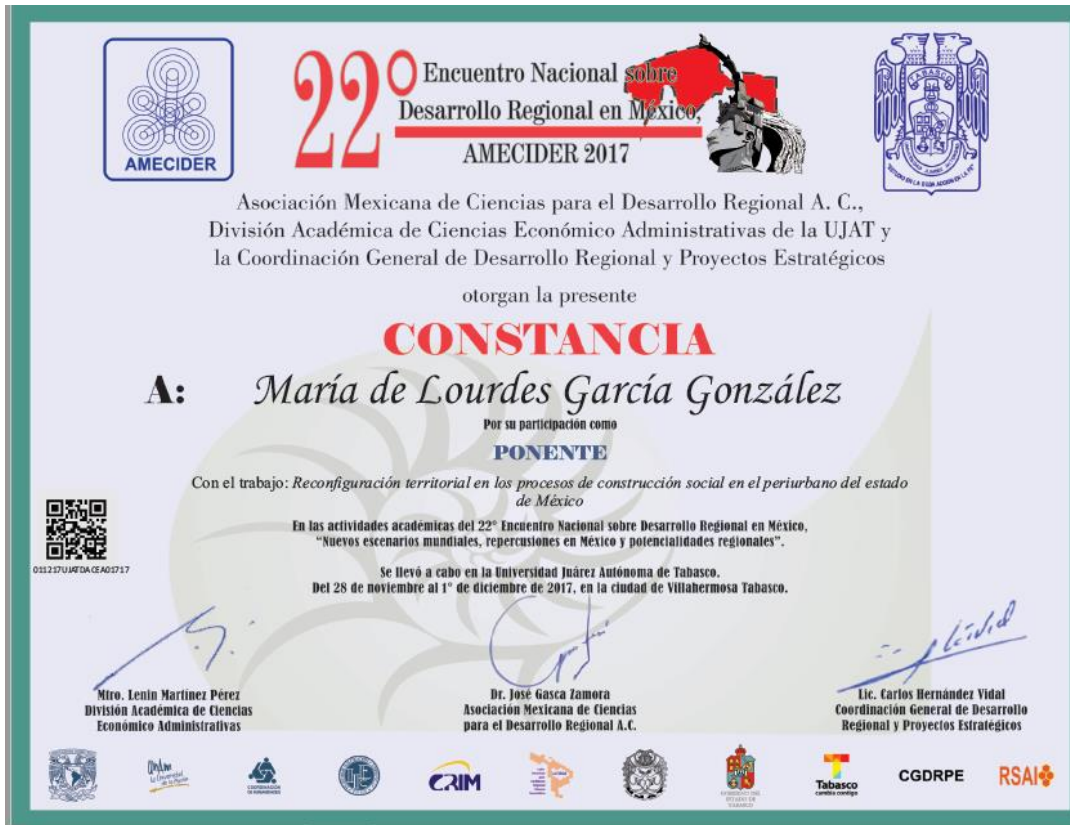 AMECIDER
22° Encuentro Nacional sobre
Desarrollo Regional en México,
AMECIDER 2017
Asociación Mexicana de Ciencias para el Desarrollo Regional A. C.,
División Académica de Ciencias Económico Administrativas de la UJAT y
la Coordinación General de Desarrollo Regional y Proyectos Estratégicos
otorgan la presente
CONSTANCIA
A: María de Lourdes García González
Por su participación como
PONENTE
Con el trabajo: Reconfiguración territorial en los procesos de construcción social en el periurbano del estado
de México
En las actividades académicas del 22° Encuentro Nacional sobre Desarrollo Regional en México,
“Nuevos escenarios mundiales, repercusiones en México y potencialidades regionales”.
Se llevó a cabo en la Universidad Juárez Autónoma de Tabasco.
Del 28 de noviembre al 1° de diciembre de 2017, en la ciudad de Villahermosa Tabasco.
011217UJATDACEA01717
Mtro. Lenin Martínez Pérez
División Académica de Ciencias
Económico Administrativas
Dr. José Gasca Zamora
Asociación Mexicana de Ciencias
para el Desarrollo Regional A.C.
Lic. Carlos Hernández Vidal
Coordinación General de Desarrollo
Regional y Proyectos Estratégicos
CRIM
Tabasco
cambia contigo
CGDRPE
RSAI